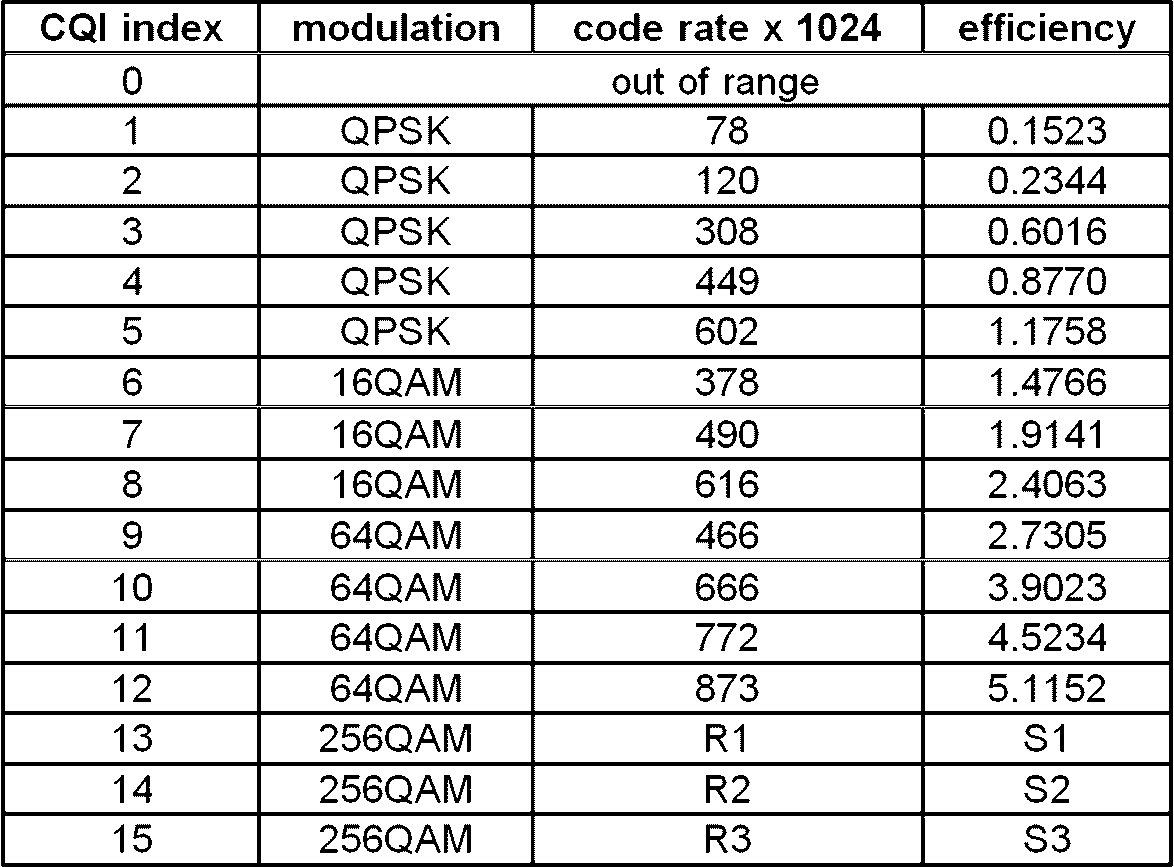 CQI index modulation code rate x 1024 efficiency
0 out of range
1 QPSK 78 0.1523
2 QPSK 120 0.2344
3 QPSK 308 0.6016
4 QPSK 449 0.8770
5 QPSK 602 1.1758
6 16QAM 378 1.4766
7 16QAM 490 1.9141
8 16QAM 616 2.4063
9 64QAM 466 2.7305
10 64QAM 666 3.9023
11 64QAM 772 4.5234
12 64QAM 873 5.1152
13 256QAM R1 S1
14 256QAM R2 S2
15 256QAM R3 S3